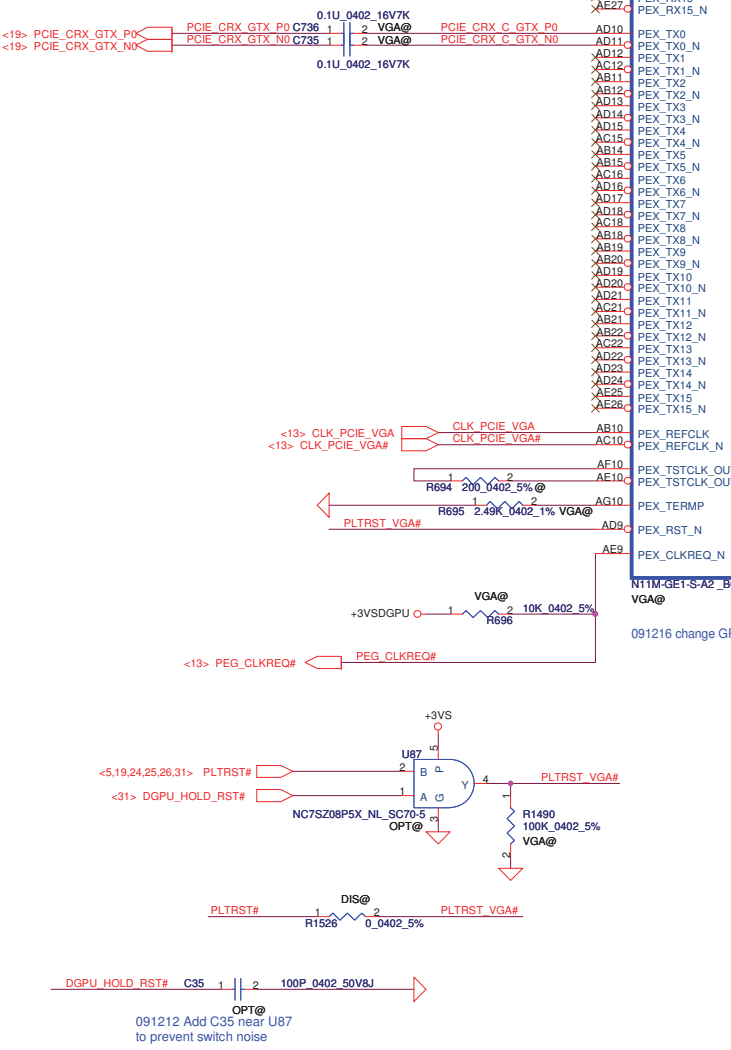 AE27 PEX_RX15_N
0.1U_0402_16V7K
<19> PCIE_CRX_GTX_P0 PCIE_CRX_GTX_P0 C736 1 2 VGA@ PCIE_CRX_C_GTX_P0 AD10 PEX_TX0
<19> PCIE_CRX_GTX_N0 PCIE_CRX_GTX_N0 C735 1 2 VGA@ PCIE_CRX_C_GTX_N0 AD11 PEX_TX0_N
0.1U_0402_16V7K
AD12 PEX_TX1
AC12 PEX_TX1_N
AB11 PEX_TX2
AB12 PEX_TX2_N
AD13 PEX_TX3
AD14 PEX_TX3_N
AD15 PEX_TX4
AC15 PEX_TX4_N
AB14 PEX_TX5
AB15 PEX_TX5_N
AC16 PEX_TX6
AD16 PEX_TX6_N
AD17 PEX_TX7
AD18 PEX_TX7_N
AC18 PEX_TX8
AB18 PEX_TX8_N
AB19 PEX_TX9
AB20 PEX_TX9_N
AD19 PEX_TX10
AD20 PEX_TX10_N
AD21 PEX_TX11
AC21 PEX_TX11_N
AB21 PEX_TX12
AB22 PEX_TX12_N
AC22 PEX_TX13
AD22 PEX_TX13_N
AD23 PEX_TX14
AD24 PEX_TX14_N
AE25 PEX_TX15
AE26 PEX_TX15_N
<13> CLK_PCIE_VGA CLK_PCIE_VGA AB10 PEX_REFCLK
<13> CLK_PCIE_VGA# CLK_PCIE_VGA# AC10 PEX_REFCLK_N
AF10 PEX_TSTCLK_OU
1 2 AE10 PEX_TSTCLK_OU
R694 200_0402_5% @
1 2 AG10 PEX_TERMP
R695 2.49K_0402_1% VGA@
PLTRST_VGA# AD9 PEX_RST_N
AE9 PEX_CLKREQ_N
N11M-GE1-S-A2_B
VGA@
VGA@
+3VSDGPU 1 2 10K_0402_5%
R696
091216 change G
<13> PEG_CLKREQ# PEG_CLKREQ#
+3VS
U87 5
<5,19,24,25,26,31> PLTRST# 2 B P
Y 4 PLTRST_VGA#
<31> DGPU_HOLD_RST# 1 A G
NC7SZ08P5X_NL_SC70-5 3
OPT@
1
R1490
100K_0402_5%
VGA@
2
DIS@
PLTRST# 1 2 PLTRST_VGA#
R1526 0_0402_5%
DGPU_HOLD_RST# C35 1 2 100P_0402_50V8J
OPT@
091212 Add C35 near U87
to prevent switch noise